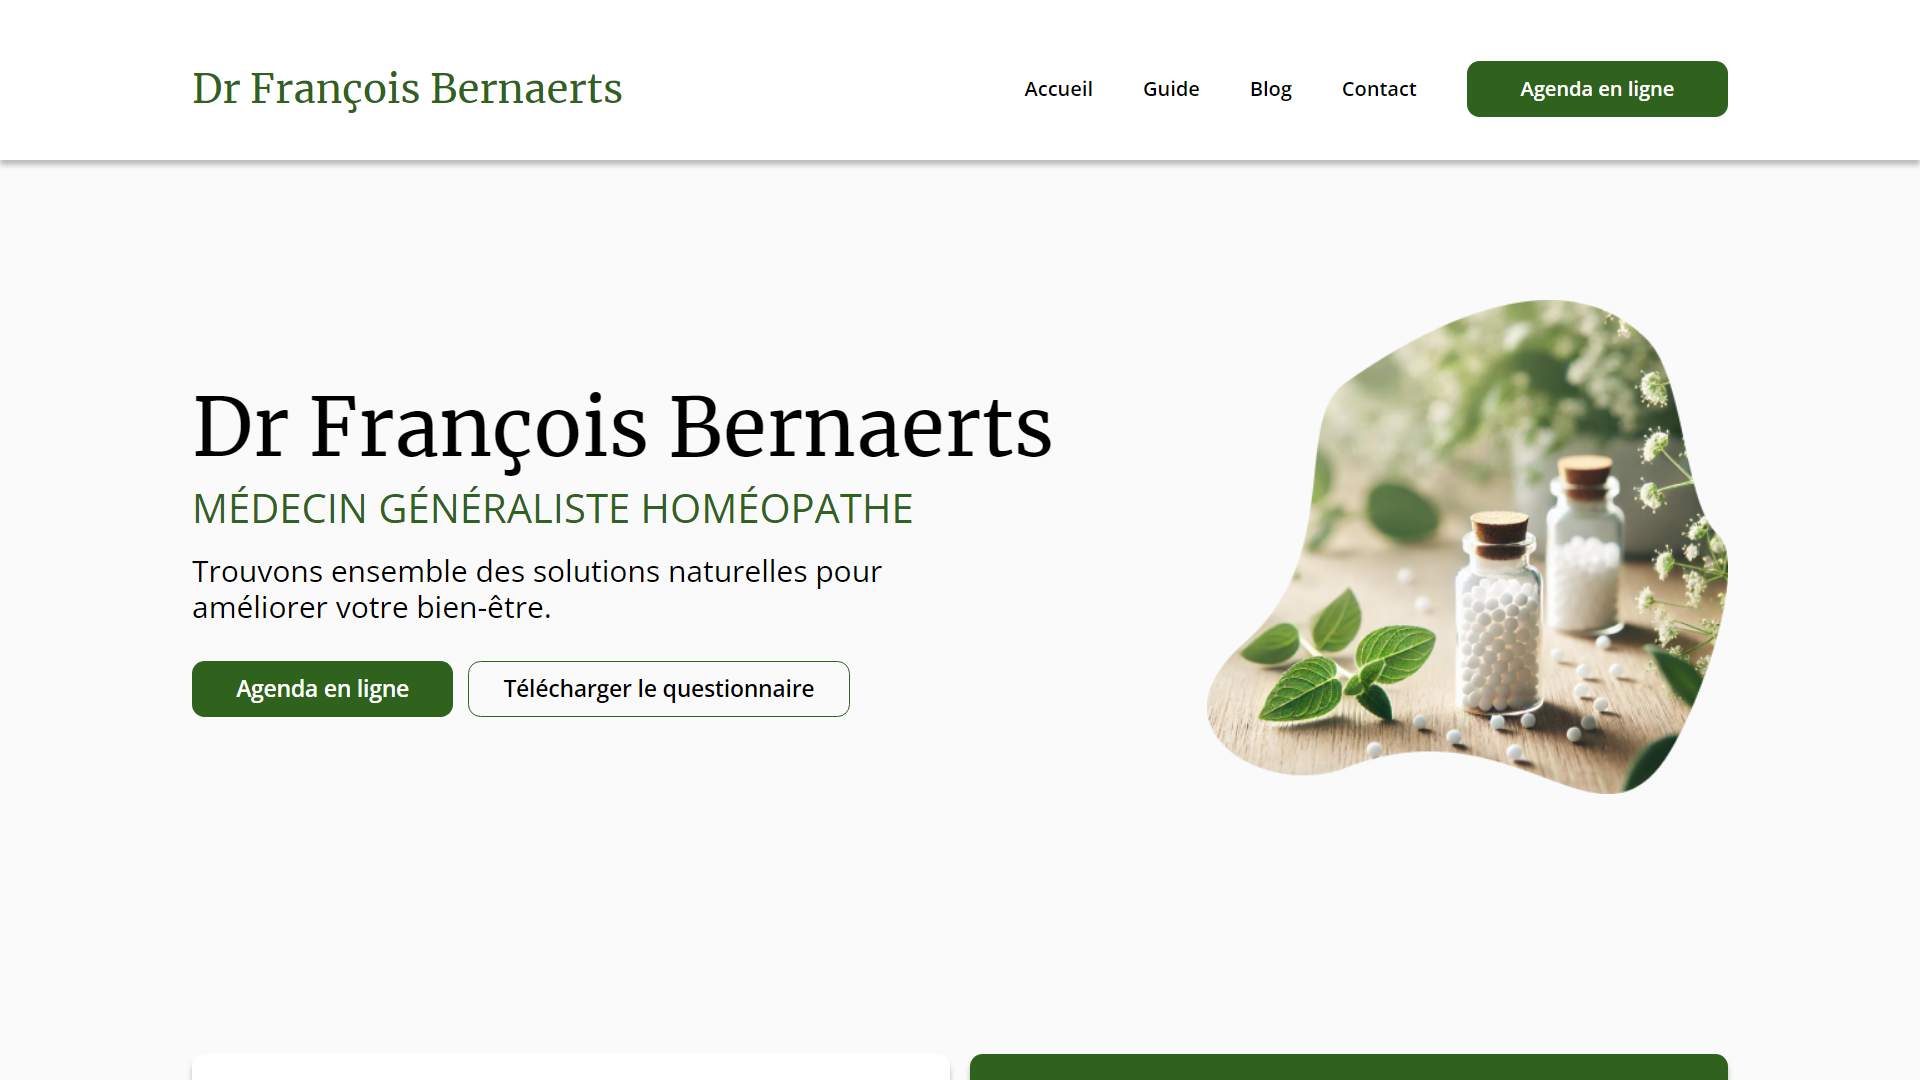 Dr François Bernaerts
Accueil
Guide
Blog
Contact
Agenda en ligne
Dr François Bernaerts
MÉDECIN GÉNÉRALISTE HOMÉOPATHE
Trouvons ensemble des solutions naturelles pour
améliorer votre bien-être.
Agenda en ligne
Télécharger le questionnaire